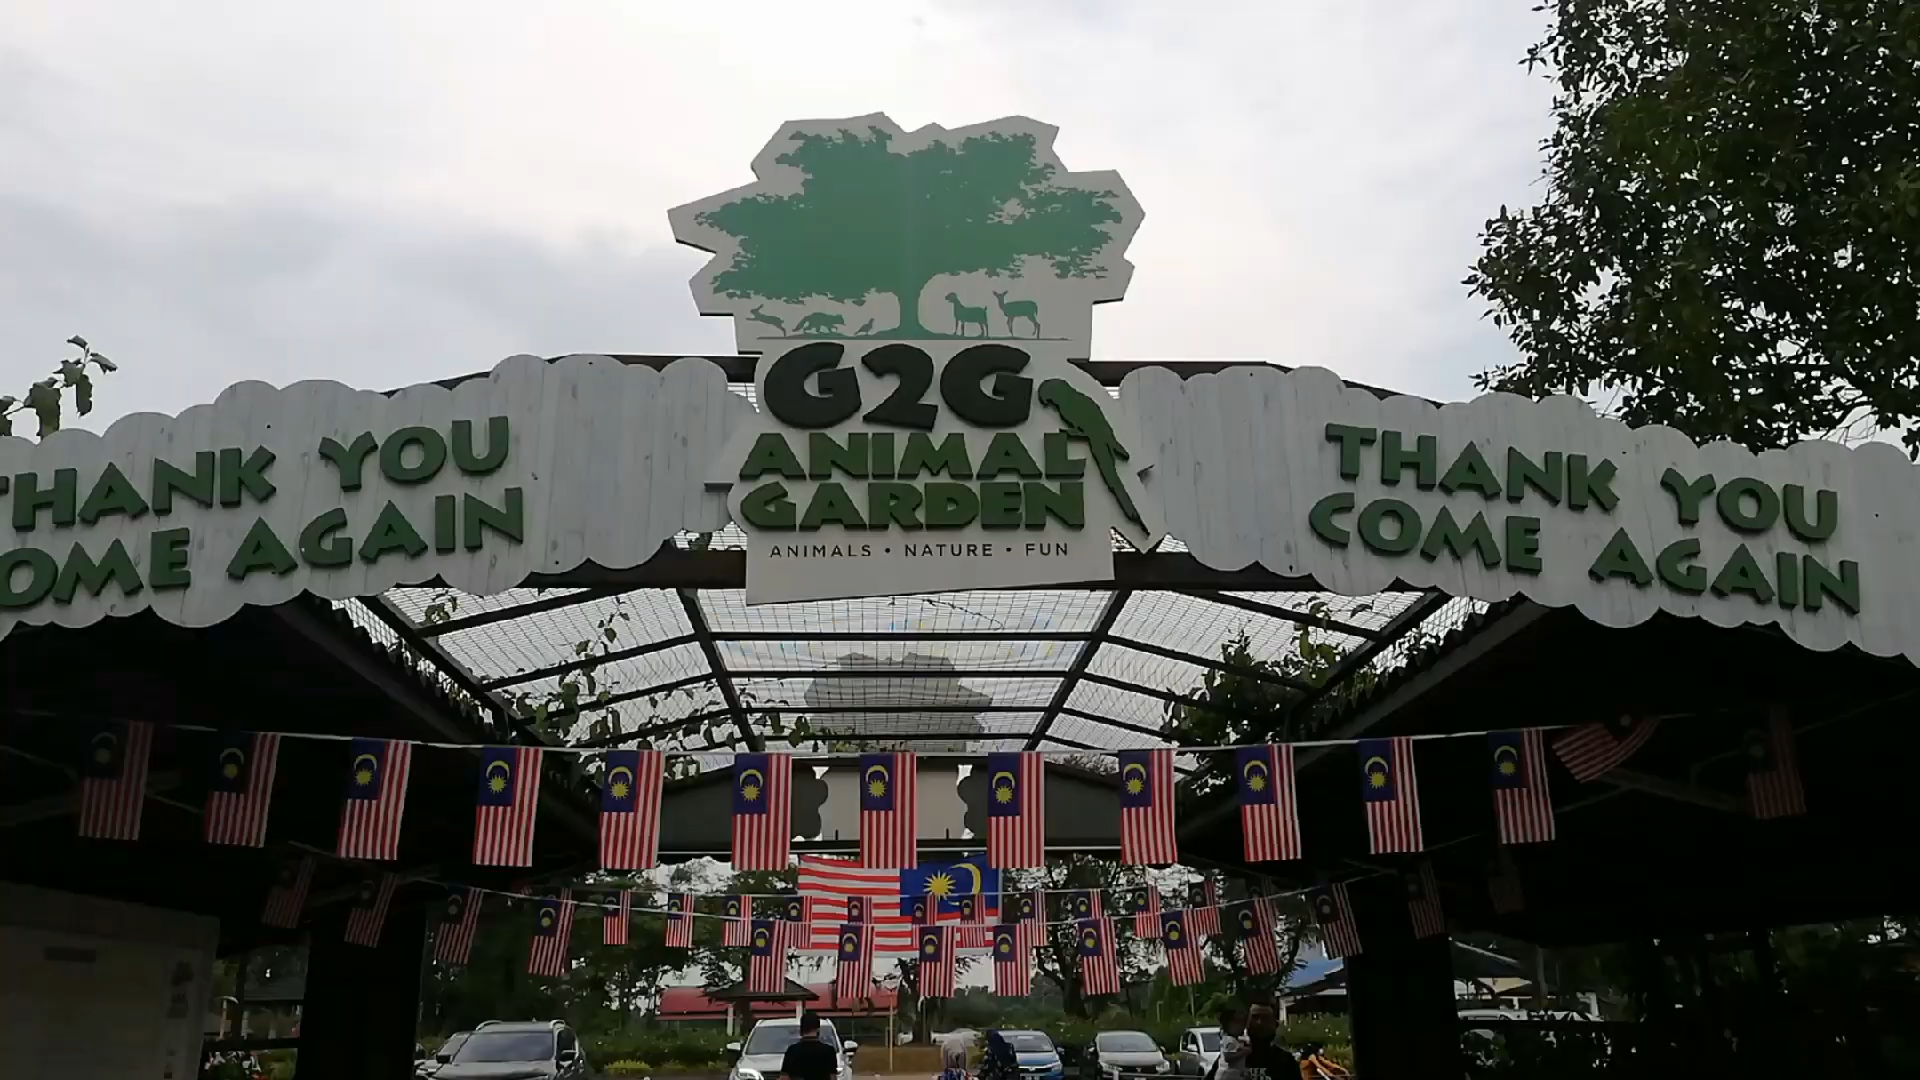 G2G
ANIMAL
GARDEN
ANIMALS • NATURE • FUN
THANK YOU
COME AGAIN
THANK YOU
COME AGAIN